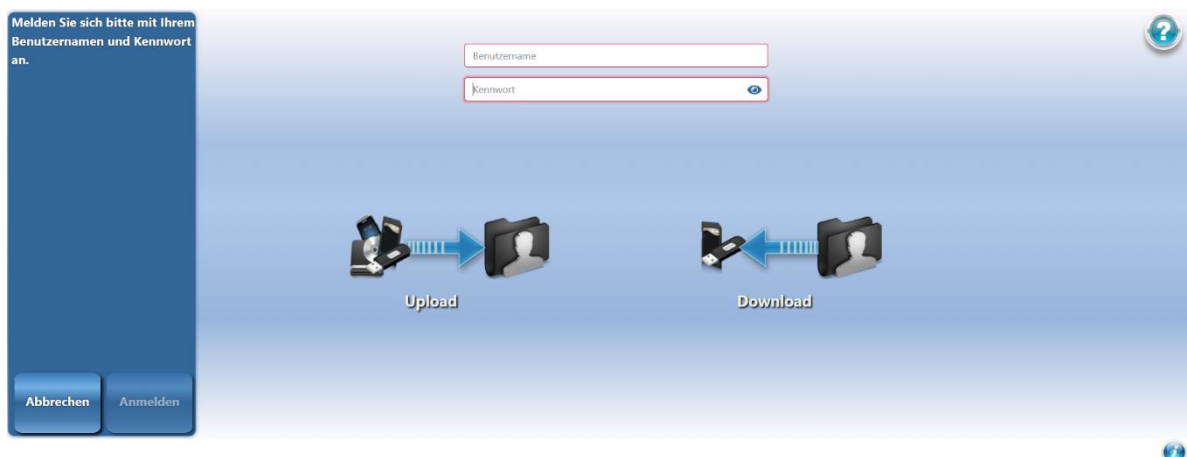 Melden Sie sich bitte mit Ihrem
Benutzernamen und Kennwort
an.
?
Benutzername
Kennwort
Upload
Download
Abbrechen
Anmelden
i